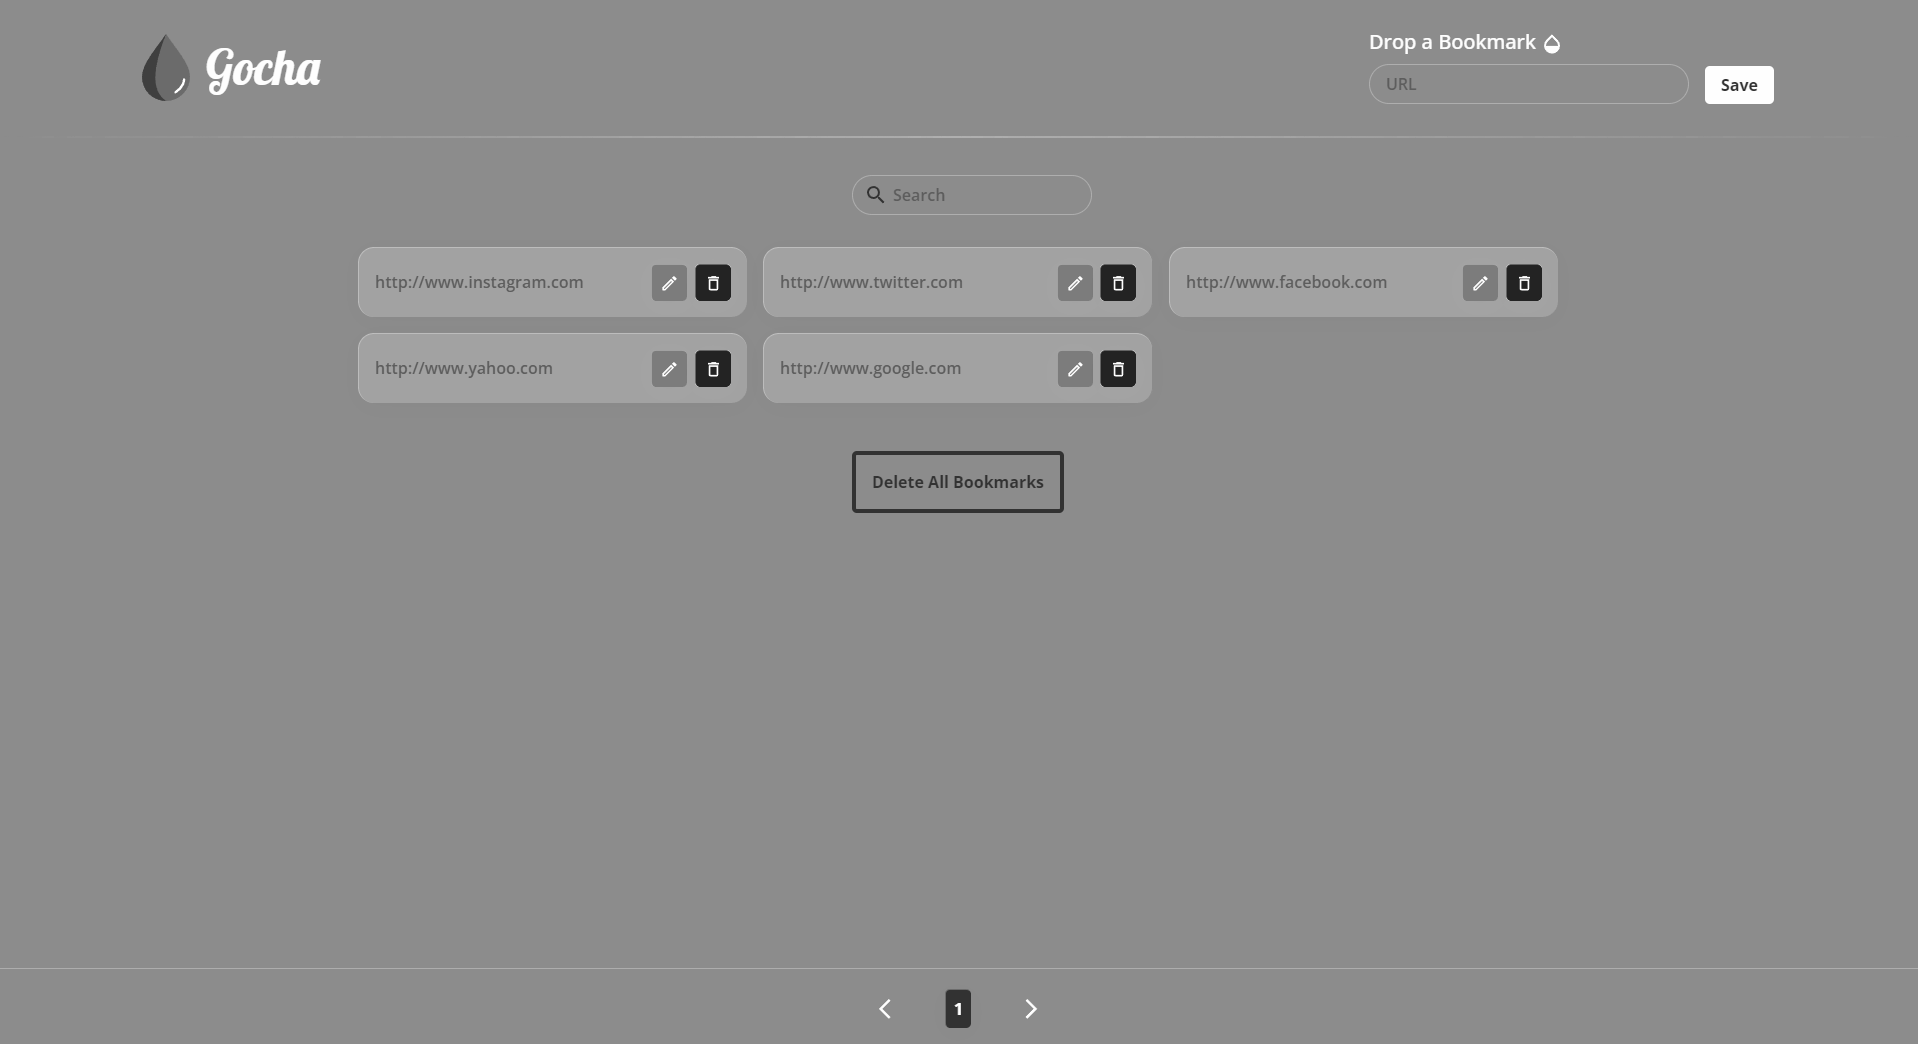 Gocha
Drop a Bookmark
URL
Save
Search
http://www.instagram.com
http://www.twitter.com
http://www.facebook.com
http://www.yahoo.com
http://www.google.com
Delete All Bookmarks
1